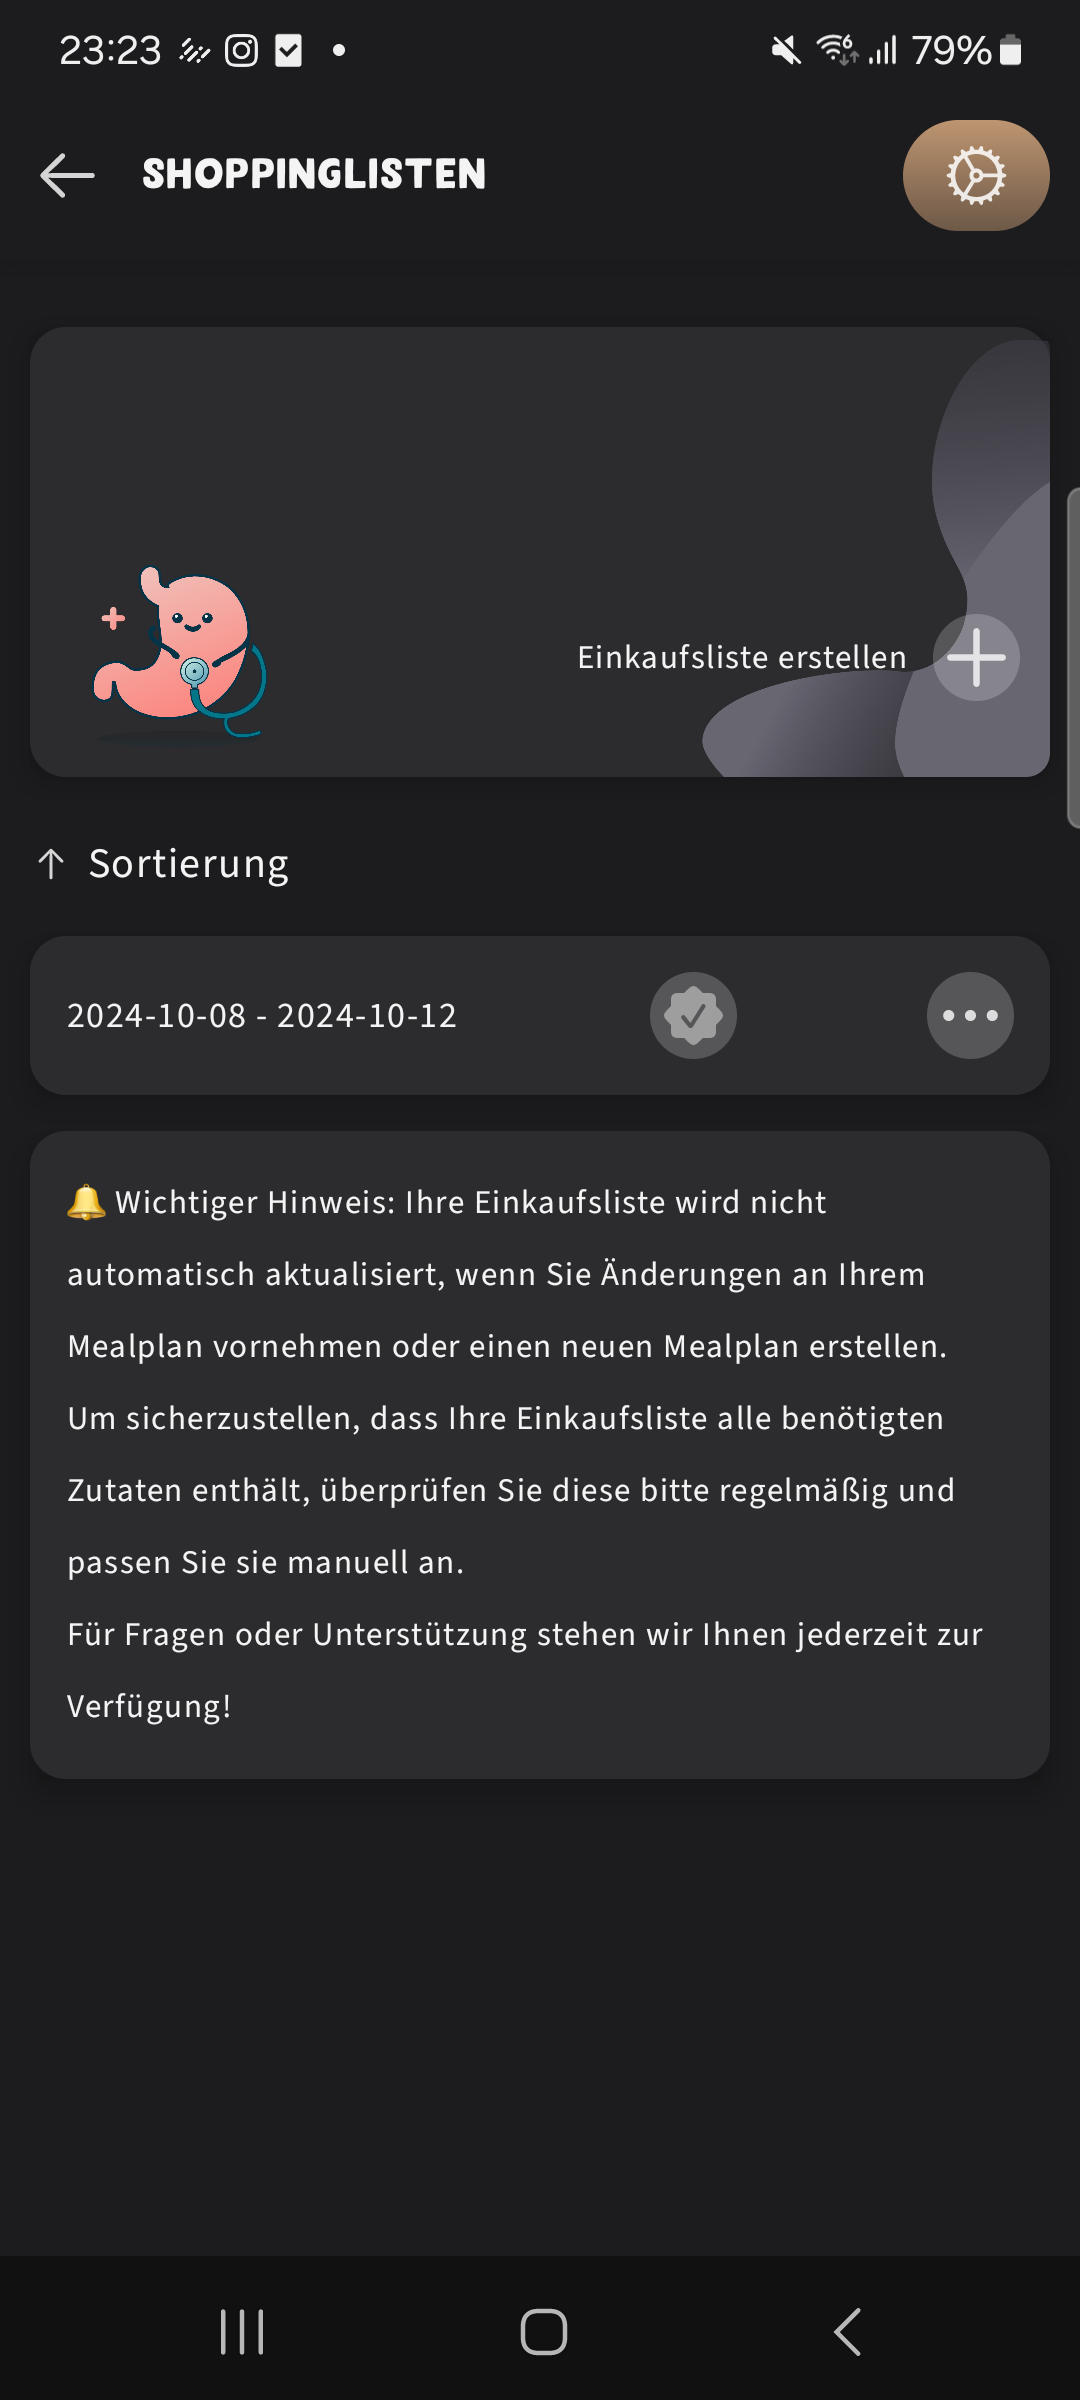 23:23
6
79%
SHOPPINGLISTEN
Einkaufsliste erstellen
Sortierung
2024-10-08 - 2024-10-12
🔔 Wichtiger Hinweis: Ihre Einkaufsliste wird nicht
automatisch aktualisiert, wenn Sie Änderungen an Ihrem
Mealplan vornehmen oder einen neuen Mealplan erstellen.
Um sicherzustellen, dass Ihre Einkaufsliste alle benötigten
Zutaten enthält, überprüfen Sie diese bitte regelmäßig und
passen Sie sie manuell an.
Für Fragen oder Unterstützung stehen wir Ihnen jederzeit zur
Verfügung!